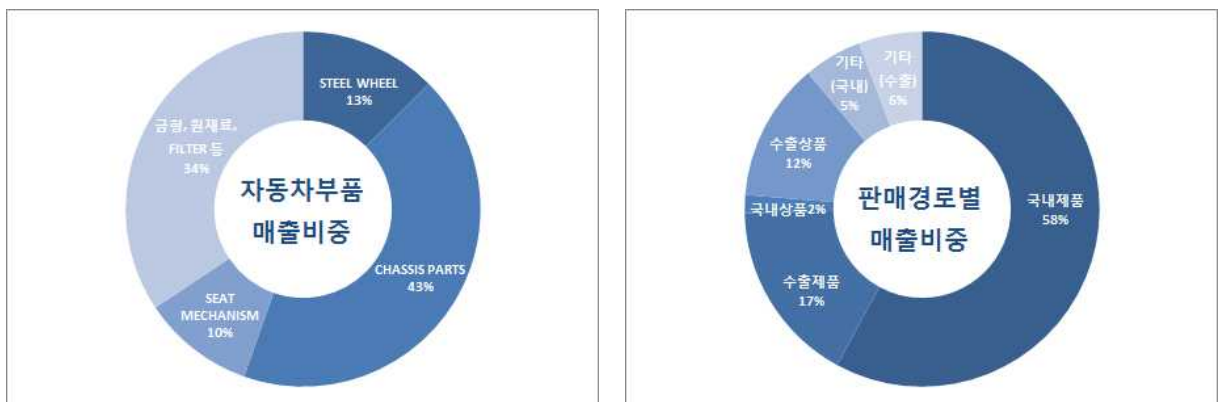 STEEL WHEEL
13%
금형, 원재료,
FILTER 등
34%
자동차부품
매출비중
CHASSIS PARTS
43%
SEAT
MECHANISM
10%
기타
(국내)
5%
기타
(수출)
6%
수출상품
12%
국내상품2%
판매경로별
매출비중
국내제품
58%
수출제품
17%